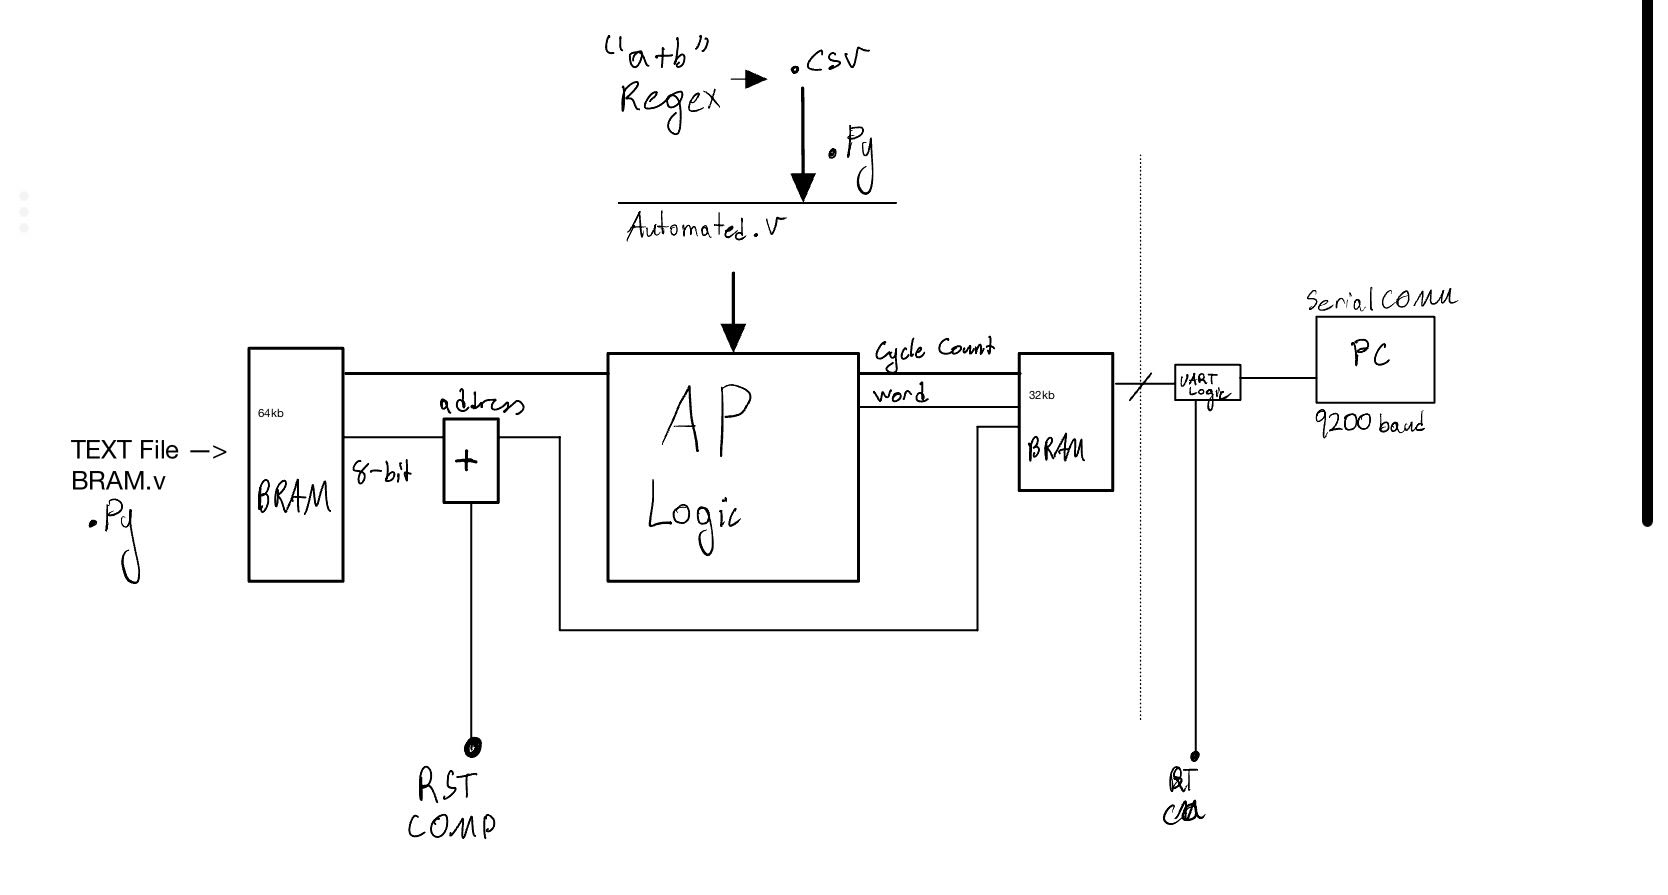 “a+b”
Regex
.csv
.Py
Automated.v
TEXT File —>
BRAM.v
.Py
64kb
BRAM
8-bit
address
+
RST
COMP
AP
Logic
Cycle Count
word
32kb
BRAM
UART
Logic
Serial COMM
PC
9200 baud